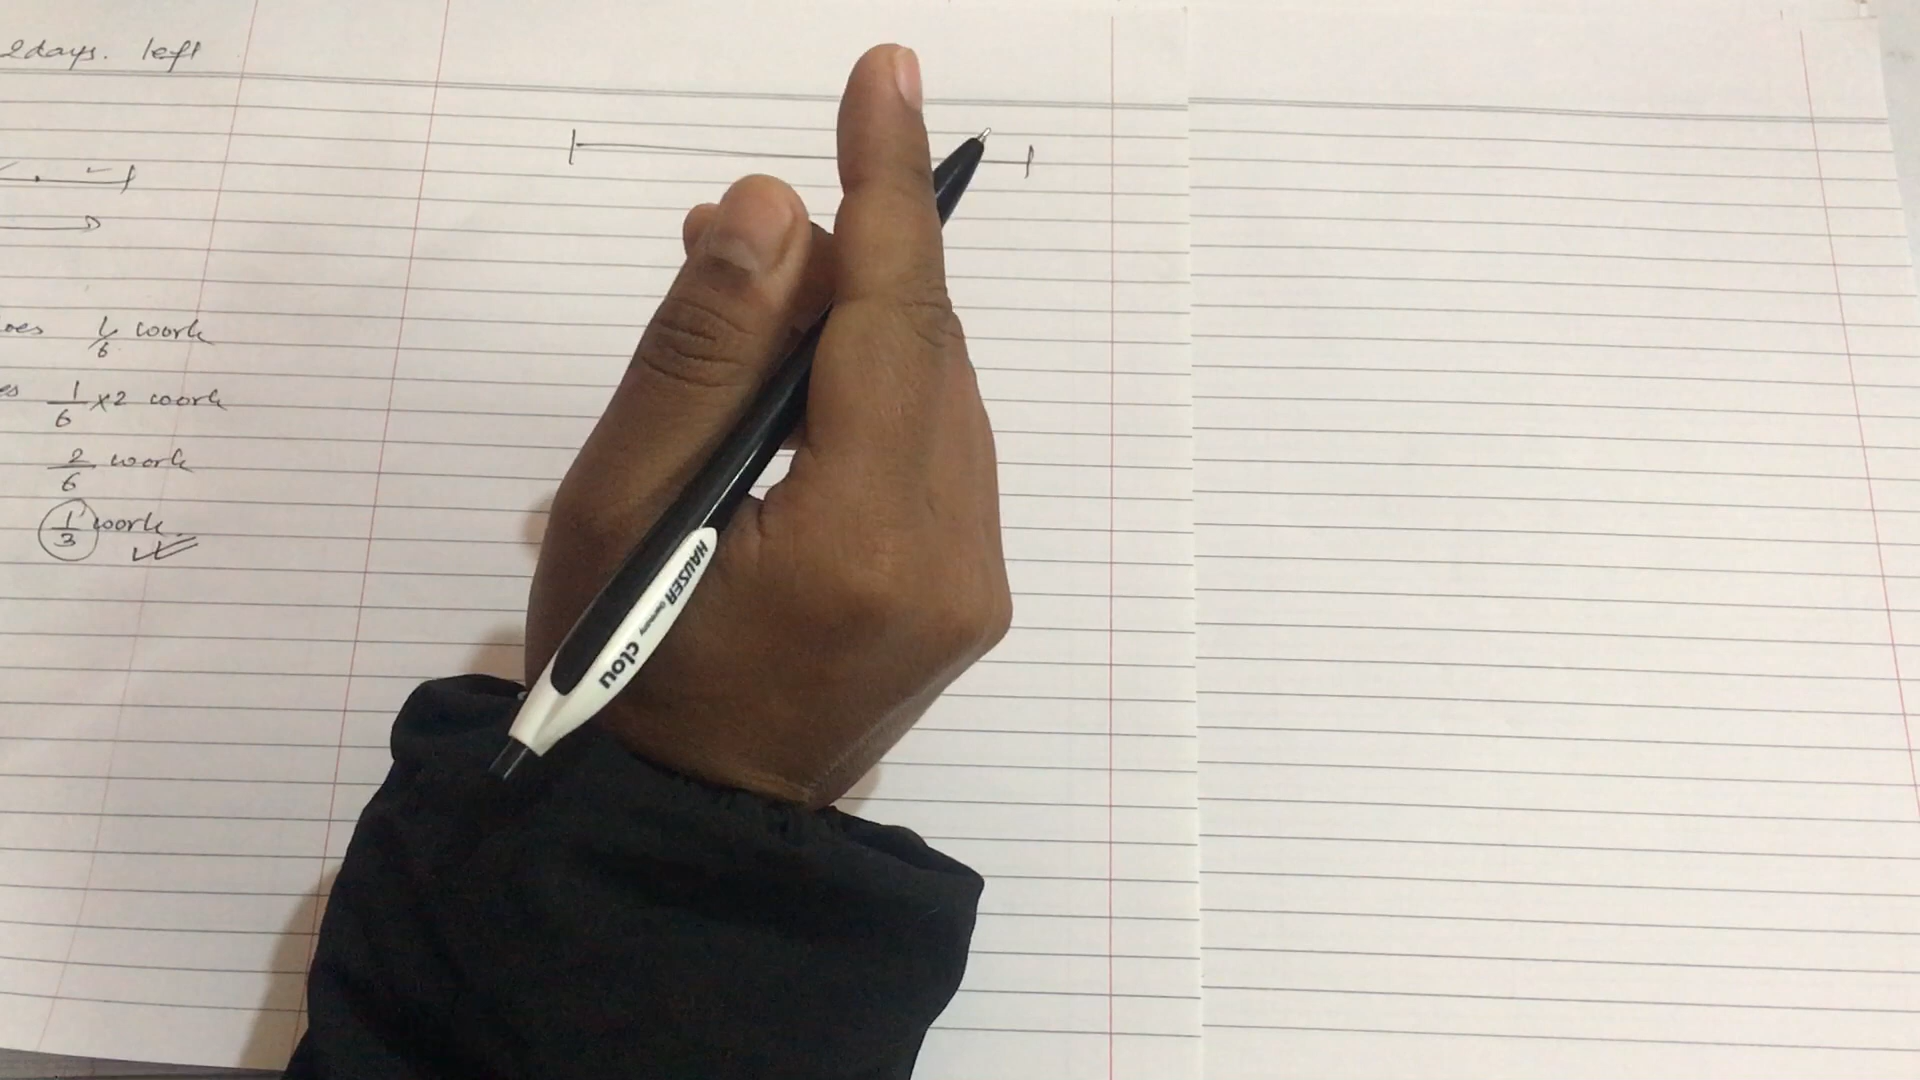 2days. left
oes 1/6 work
es 1/6 x2 work
2/6 work
1/3 work
HAUSER
clou